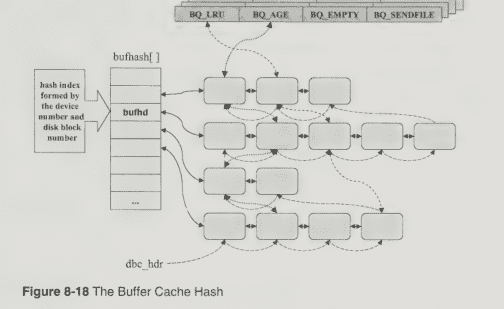 BQ_LRU BQ_AGE BQ_EMPTY BQ_SENDFILE
bufhash[ ]
hash index
formed by
the device
number and
disk block
number
bufhd
...
dbc_hdr
Figure 8-18 The Buffer Cache Hash